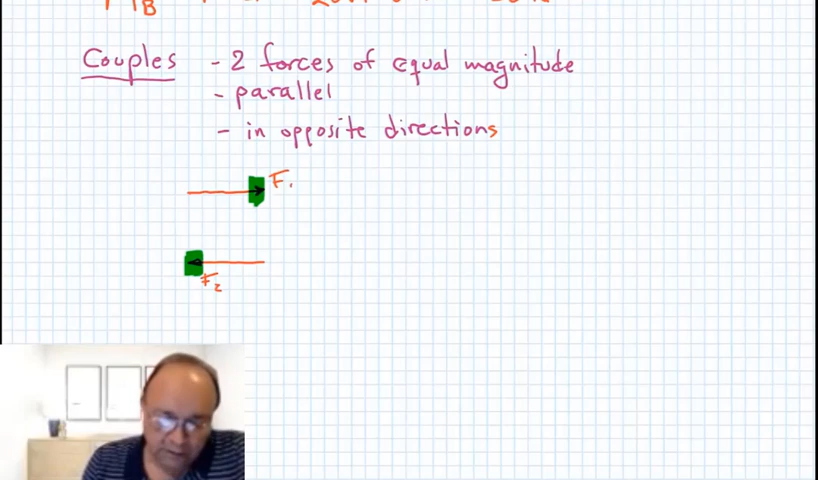 Couples - 2 forces of equal magnitude
- parallel
- in opposite directions
F₁
F₂